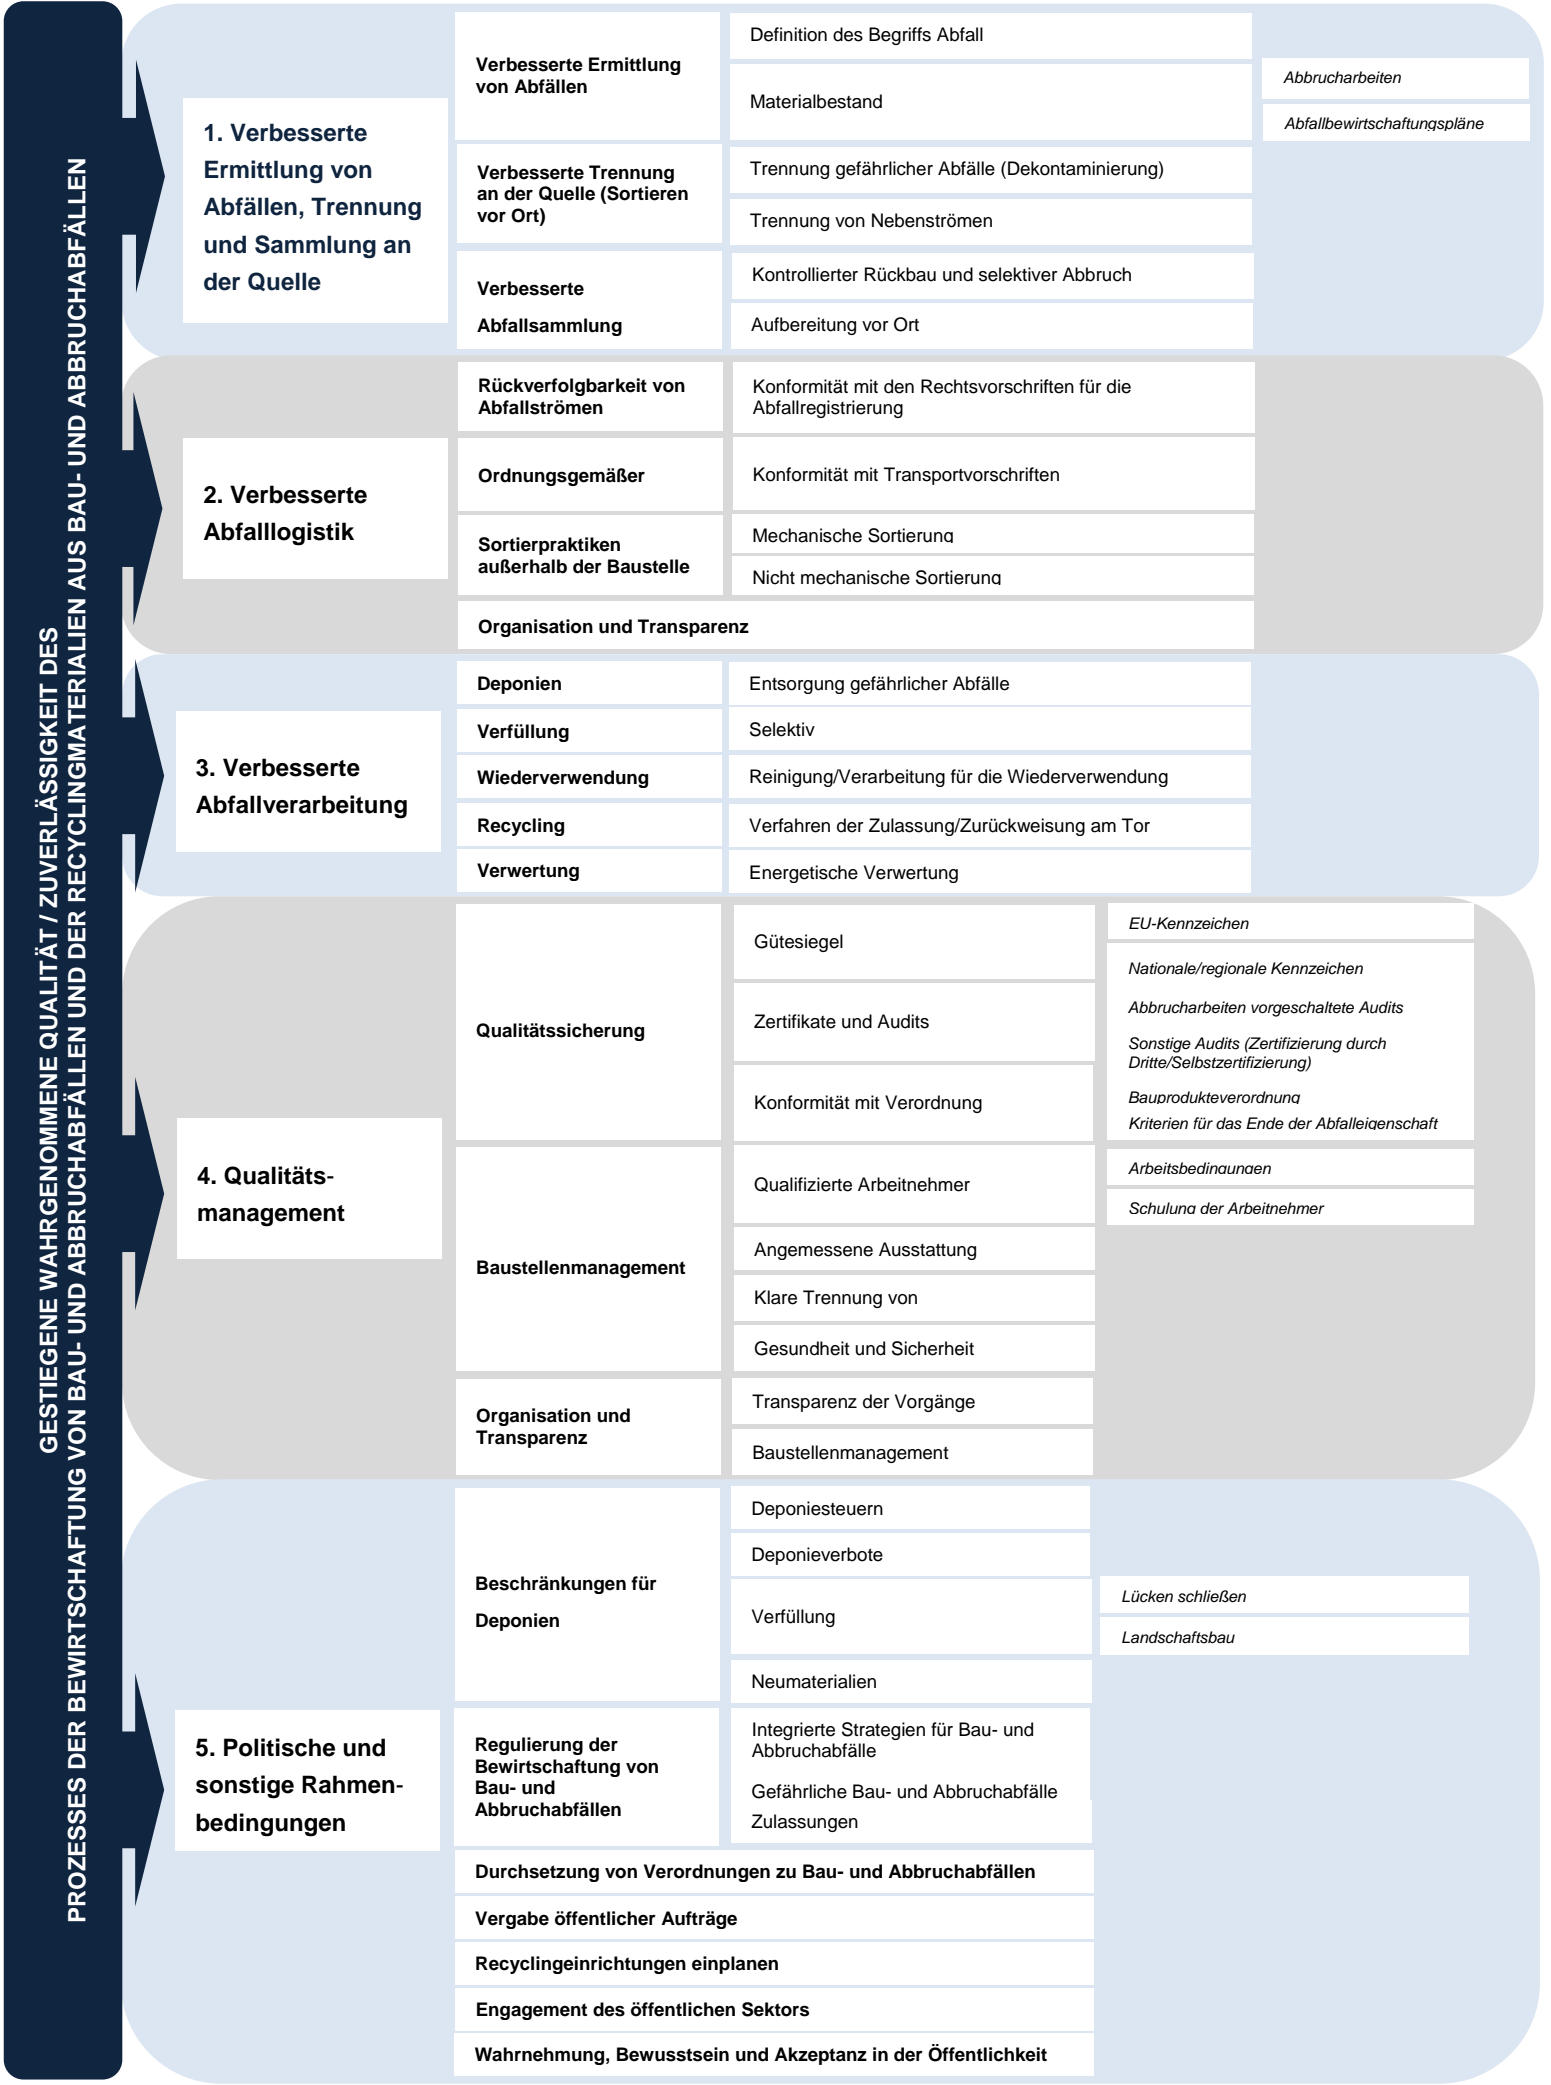 GESTIEGENE WAHRGENOMMENE QUALITÄT / ZUVERLÄSSIGKEIT DES
PROZESSES DER BEWIRTSCHAFTUNG VON BAU- UND ABBRUCHABFÄLLEN UND DER RECYCLINGMATERIALIEN AUS BAU- UND ABBRUCHABFÄLLEN
1. Verbesserte
Ermittlung von
Abfällen, Trennung
und Sammlung an
der Quelle
Verbesserte Ermittlung
von Abfällen
Definition des Begriffs Abfall
Materialbestand
Abbrucharbeiten
Abfallbewirtschaftungspläne
Verbesserte Trennung
an der Quelle (Sortieren
vor Ort)
Trennung gefährlicher Abfälle (Dekontaminierung)
Trennung von Nebenströmen
Verbesserte
Abfallsammlung
Kontrollierter Rückbau und selektiver Abbruch
Aufbereitung vor Ort
2. Verbesserte
Abfalllogistik
Rückverfolgbarkeit von
Abfallströmen
Konformität mit den Rechtsvorschriften für die
Abfallregistrierung
Ordnungsgemäßer
Konformität mit Transportvorschriften
Sortierpraktiken
außerhalb der Baustelle
Mechanische Sortierung
Nicht mechanische Sortierung
Organisation und Transparenz
3. Verbesserte
Abfallverarbeitung
Deponien
Entsorgung gefährlicher Abfälle
Verfüllung
Selektiv
Wiederverwendung
Reinigung/Verarbeitung für die Wiederverwendung
Recycling
Verfahren der Zulassung/Zurückweisung am Tor
Verwertung
Energetische Verwertung
4. Qualitäts-
management
Qualitätssicherung
Gütesiegel
EU-Kennzeichen
Nationale/regionale Kennzeichen
Zertifikate und Audits
Abbrucharbeiten vorgeschaltete Audits
Sonstige Audits (Zertifizierung durch
Dritte/Selbstzertifizierung)
Konformität mit Verordnung
Bauprodukteverordnung
Kriterien für das Ende der Abfalleigenschaft
Baustellenmanagement
Qualifizierte Arbeitnehmer
Arbeitsbedingungen
Schulung der Arbeitnehmer
Angemessene Ausstattung
Klare Trennung von
Gesundheit und Sicherheit
Organisation und
Transparenz
Transparenz der Vorgänge
Baustellenmanagement
5. Politische und
sonstige Rahmen-
bedingungen
Beschränkungen für
Deponien
Deponiesteuern
Deponieverbote
Verfüllung
Lücken schließen
Landschaftsbau
Neumaterialien
Regulierung der
Bewirtschaftung von
Bau- und
Abbruchabfällen
Integrierte Strategien für Bau- und
Abbruchabfälle
Gefährliche Bau- und Abbruchabfälle
Zulassungen
Durchsetzung von Verordnungen zu Bau- und Abbruchabfällen
Vergabe öffentlicher Aufträge
Recyclingeinrichtungen einplanen
Engagement des öffentlichen Sektors
Wahrnehmung, Bewusstsein und Akzeptanz in der Öffentlichkeit